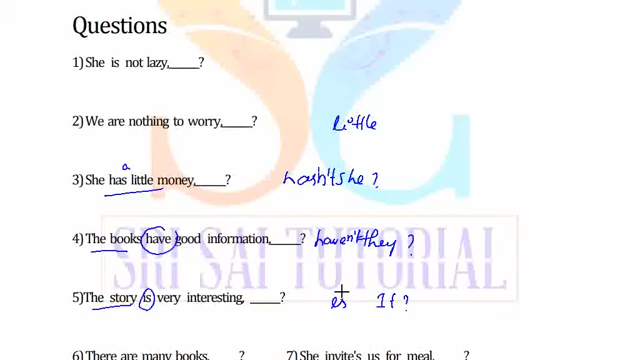 Questions
1) She is not lazy,_____?
2) We are nothing to worry,_____? little
a
3) She has little money,_____? hasn't she ?
4) The books have good information,_____? haven't they ?
5)The story is very interesting, _____? es It ?
6) There are many books,_____? 7) She invite's us for meal,_____?
SRI SAI TUTORIAL